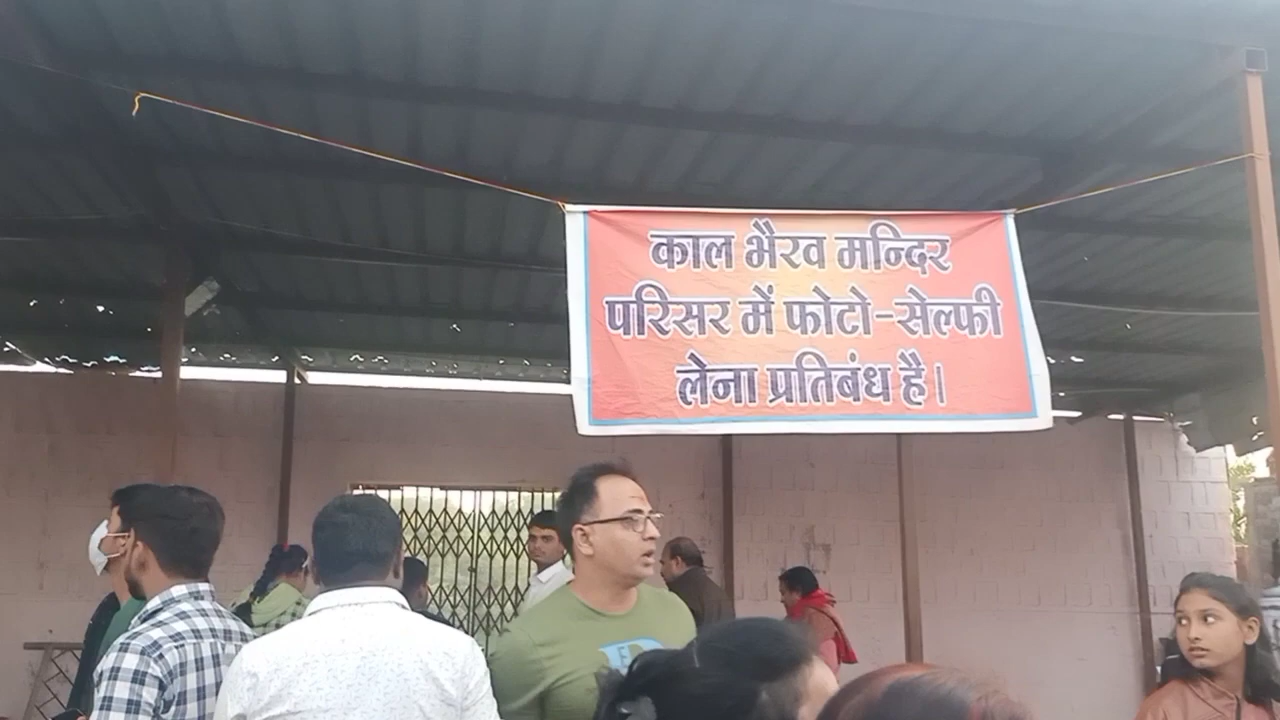 काल भैरव मन्दिर
परिसर में फोटो-सेल्फी
लेना प्रतिबंध है।